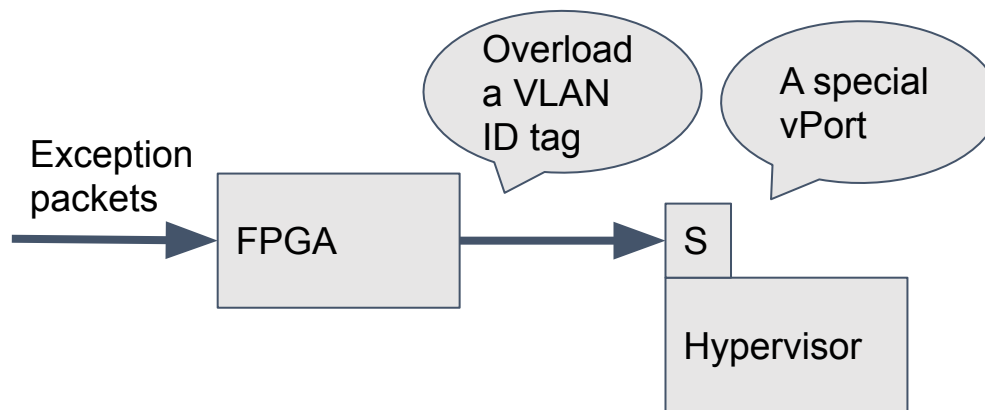 Overload
a VLAN
ID tag
A special
vPort
Exception
packets
FPGA
S
Hypervisor